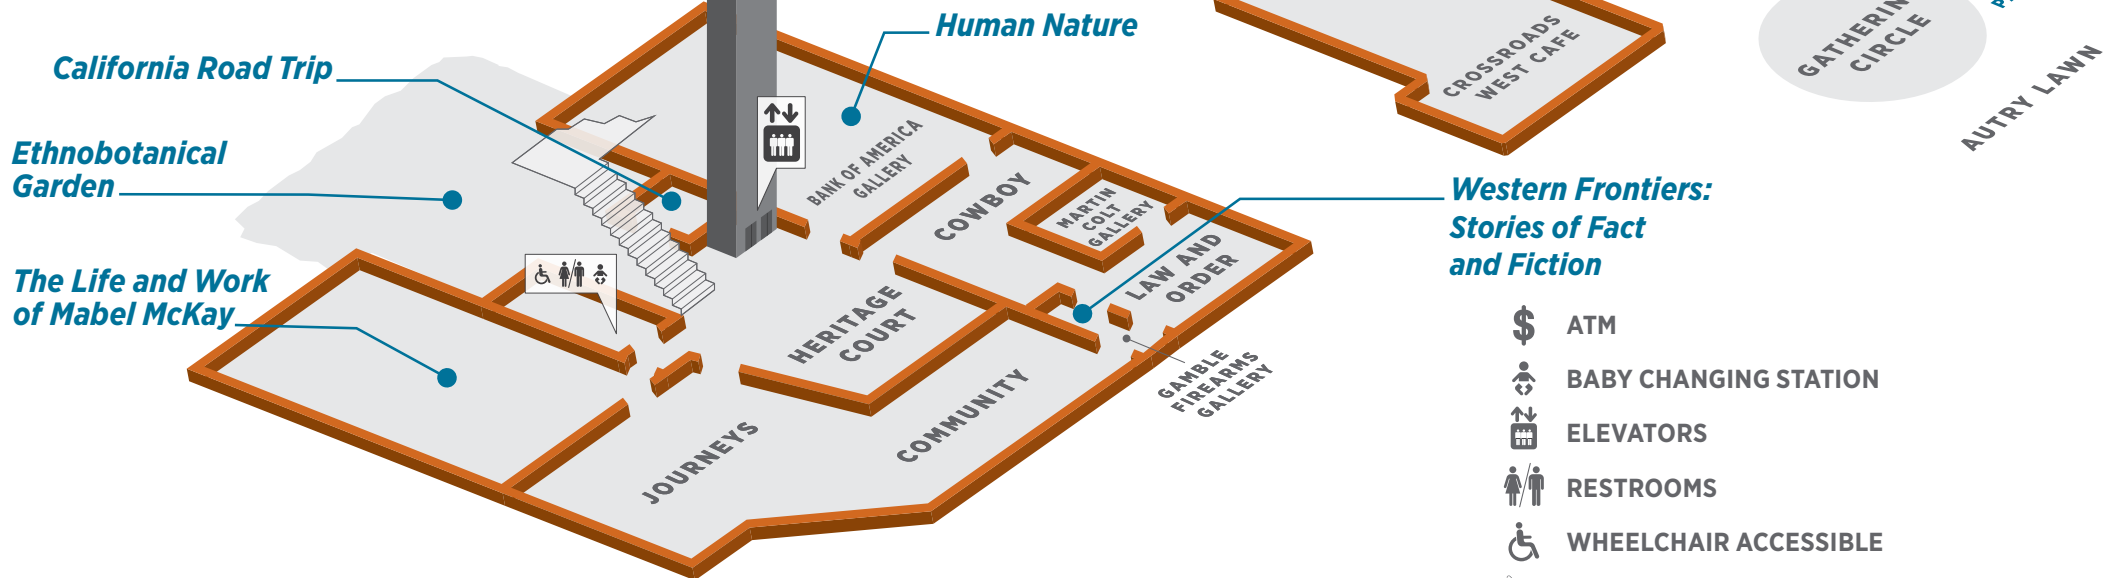 Human Nature
California Road Trip
Ethnobotanical
Garden
The Life and Work
of Mabel McKay
BANK OF AMERICA
GALLERY
COWBOY
MARTIN
COLT
GALLERY
LAW AND
ORDER
HERITAGE
COURT
COMMUNITY
JOURNEYS
GAMBLE
FIREARMS
GALLERY
CROSSROADS
WEST CAFE
CIRCLE
AUTRY LAWN
Western Frontiers:
Stories of Fact
and Fiction
$ ATM
BABY CHANGING STATION
ELEVATORS
RESTROOMS
WHEELCHAIR ACCESSIBLE